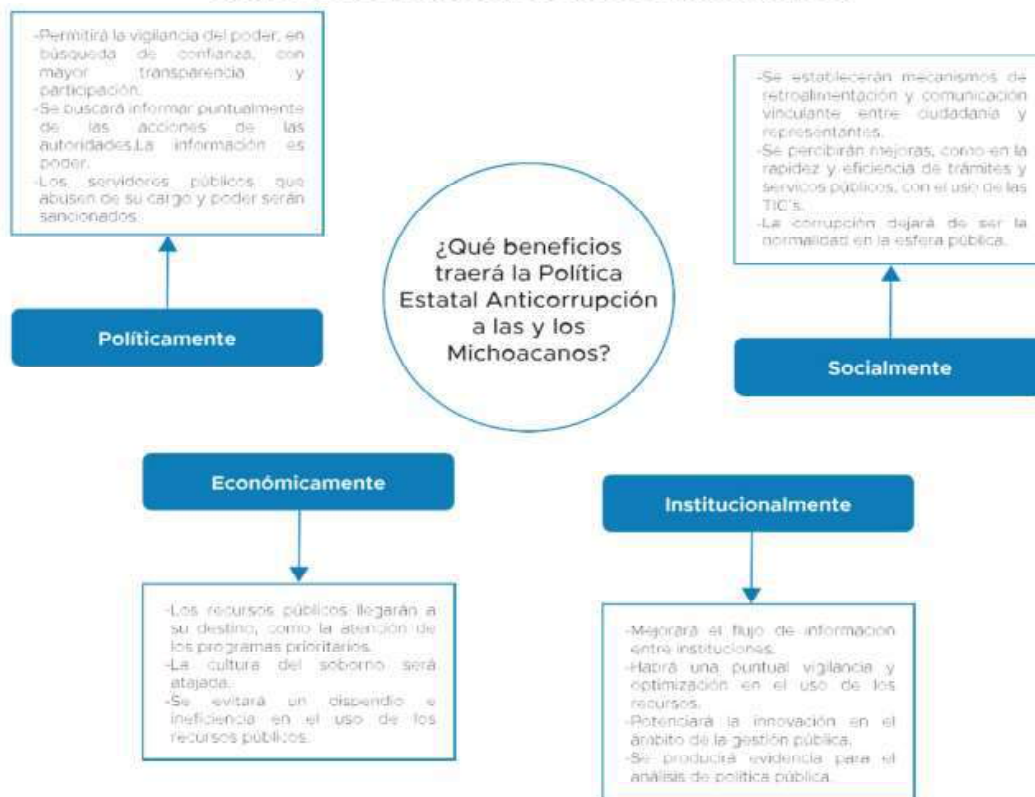 -Permitirá la vigilancia del poder, en
búsqueda de confianza, con
mayor transparencia y
participación.
-Se buscará informar puntualmente
de las acciones de las
autoridades.La información es
poder.
-Los servidores públicos que
abusen de su cargo y poder serán
sancionados.
Políticamente
¿Qué beneficios
traerá la Política
Estatal Anticorrupción
a las y los
Michoacanos?
-Se establecerán mecanismos de
retroalimentación y comunicación
vinculante entre ciudadanía y
representantes.
-Se percibirán mejoras, como en la
rapidez y eficiencia de trámites y
servicos públicos, con el uso de las
TIC's.
-La corrupción dejará de ser la
normalidad en la esfera pública.
Socialmente
Económicamente
-Los recursos públicos llegarán a
su destino, como la atención de
los programas prioritarios.
-La cultura del soborno será
atajada.
-Se evitará un dispendio e
ineficiencia en el uso de los
recursos públicos.
Institucionalmente
-Mejorará el flujo de información
entre instituciones.
-Habrá una puntual vigilancia y
optimización en el uso de los
recursos.
-Potenciará la innovación en el
ámbito de la gestión pública.
-Se producirá evidencia para el
análisis de política pública.